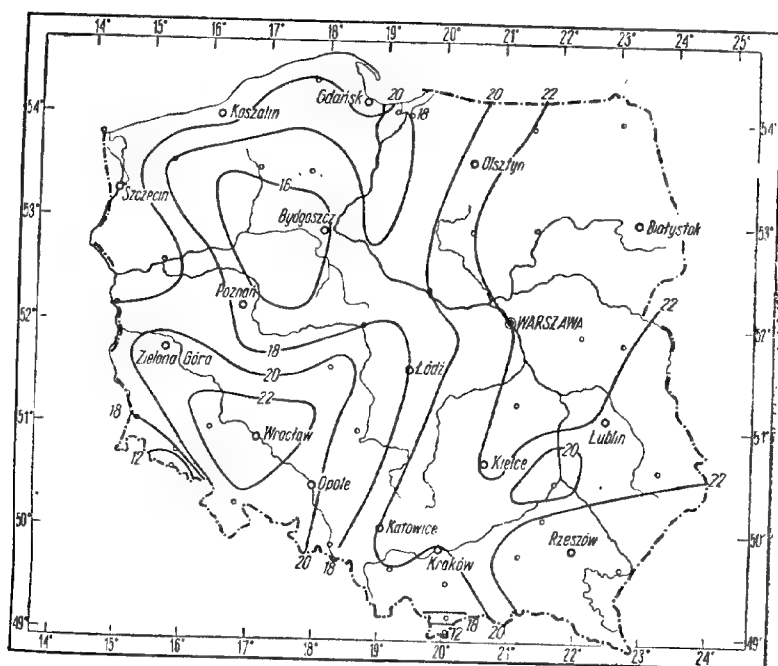 14° 15° 16° 17° 18° 19° 20° 21° 22° 23° 24° 25°
20 22
54° Koszalin Gdańsk 18 54°
Olsztyn
53° Szczecin 16 Bydgoszcz Białystok 53°
52° Poznań WARSZAWA 22 52°
18
Zielona Góra 20 Łódź
51° 18 22 Wrocław Lublin 51°
12 Kielce 20
Opole 22
50° Katowice Rzeszów 50°
20 18 Kraków
49° 18 12 20 49°
14° 15° 16° 17° 18° 19° 20° 21° 22° 23° 24°